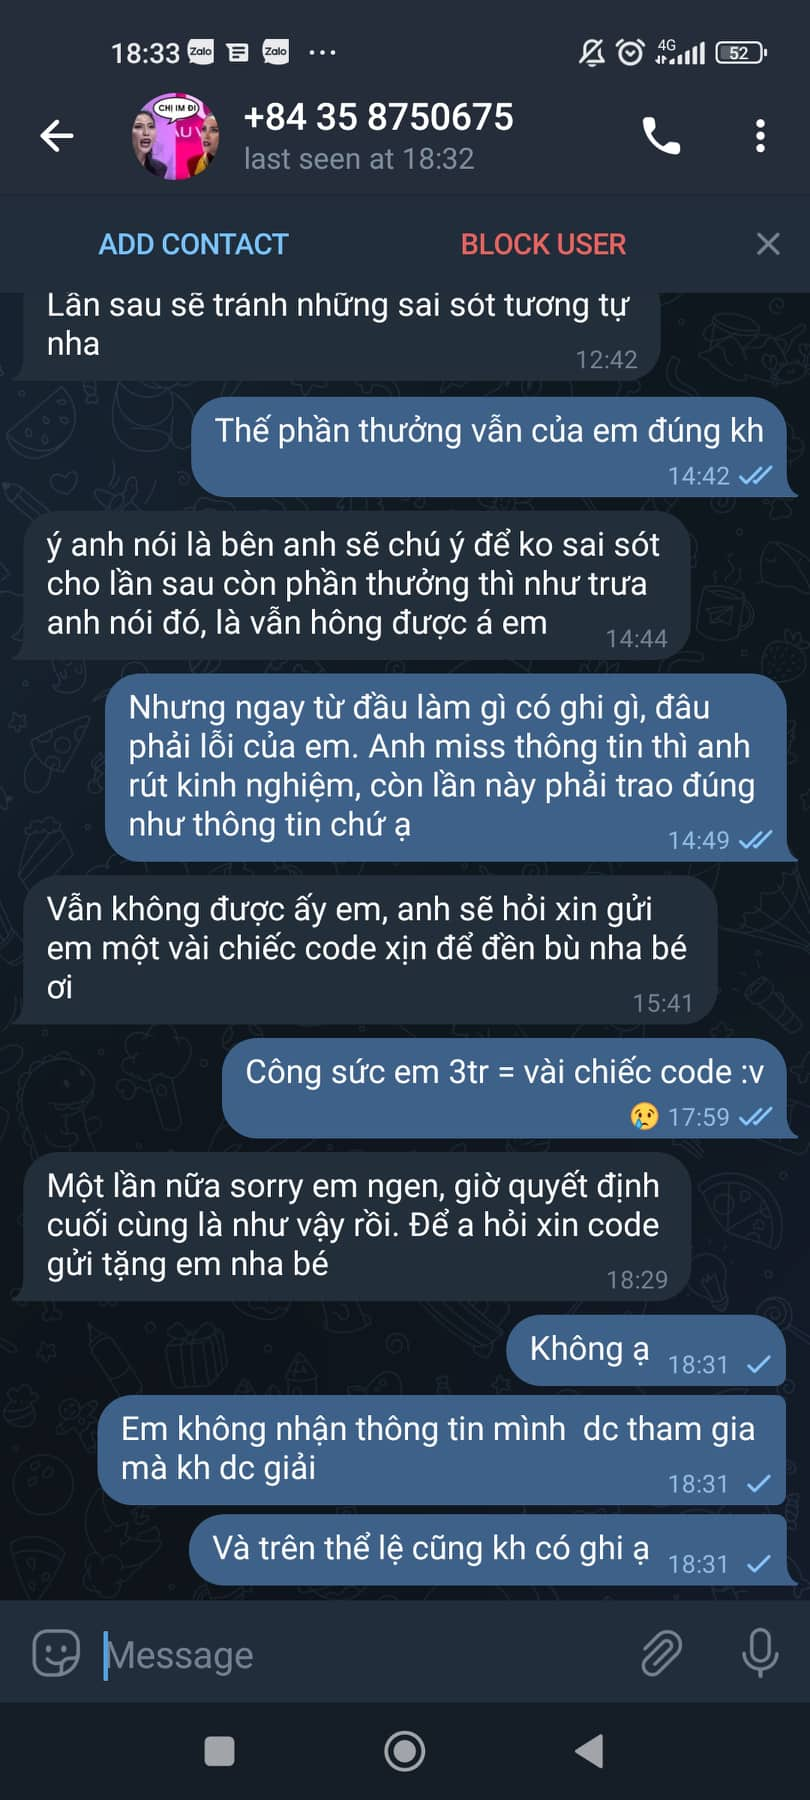 18:33 Zalo Zalo ... 4G 52
CHỊ IM ĐI
+84 35 8750675
last seen at 18:32
ADD CONTACT BLOCK USER
Lần sau sẽ tránh những sai sót tương tự
nha
12:42
Thế phần thưởng vẫn của em đúng kh
14:42
ý anh nói là bên anh sẽ chú ý để ko sai sót
cho lần sau còn phần thưởng thì như trưa
anh nói đó, là vẫn hông được á em
14:44
Nhưng ngay từ đầu làm gì có ghi gì, đâu
phải lỗi của em. Anh miss thông tin thì anh
rút kinh nghiệm, còn lần này phải trao đúng
như thông tin chứ ạ
14:49
Vẫn không được ấy em, anh sẽ hỏi xin gửi
em một vài chiếc code xịn để đền bù nha bé
ơi
15:41
Công sức em 3tr = vài chiếc code :v
😢 17:59
Một lần nữa sorry em ngen, giờ quyết định
cuối cùng là như vậy rồi. Để a hỏi xin code
gửi tặng em nha bé
18:29
Không ạ 18:31
Em không nhận thông tin mình dc tham gia
mà kh dc giải
18:31
Và trên thể lệ cũng kh có ghi ạ 18:31
Message